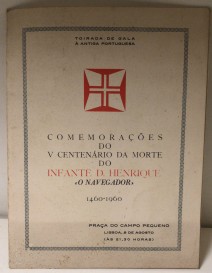 TOIRADA DE GALA
À ANTIGA PORTUGUESA
COMEMORAÇÕES
DO
V CENTENÁRIO DA MORTE
DO
INFANTE D. HENRIQUE
«O NAVEGADOR»
1460-1960
PRAÇA DO CAMPO PEQUENO
LISBOA, 8 DE AGOSTO
(ÀS 21,30 HORAS)